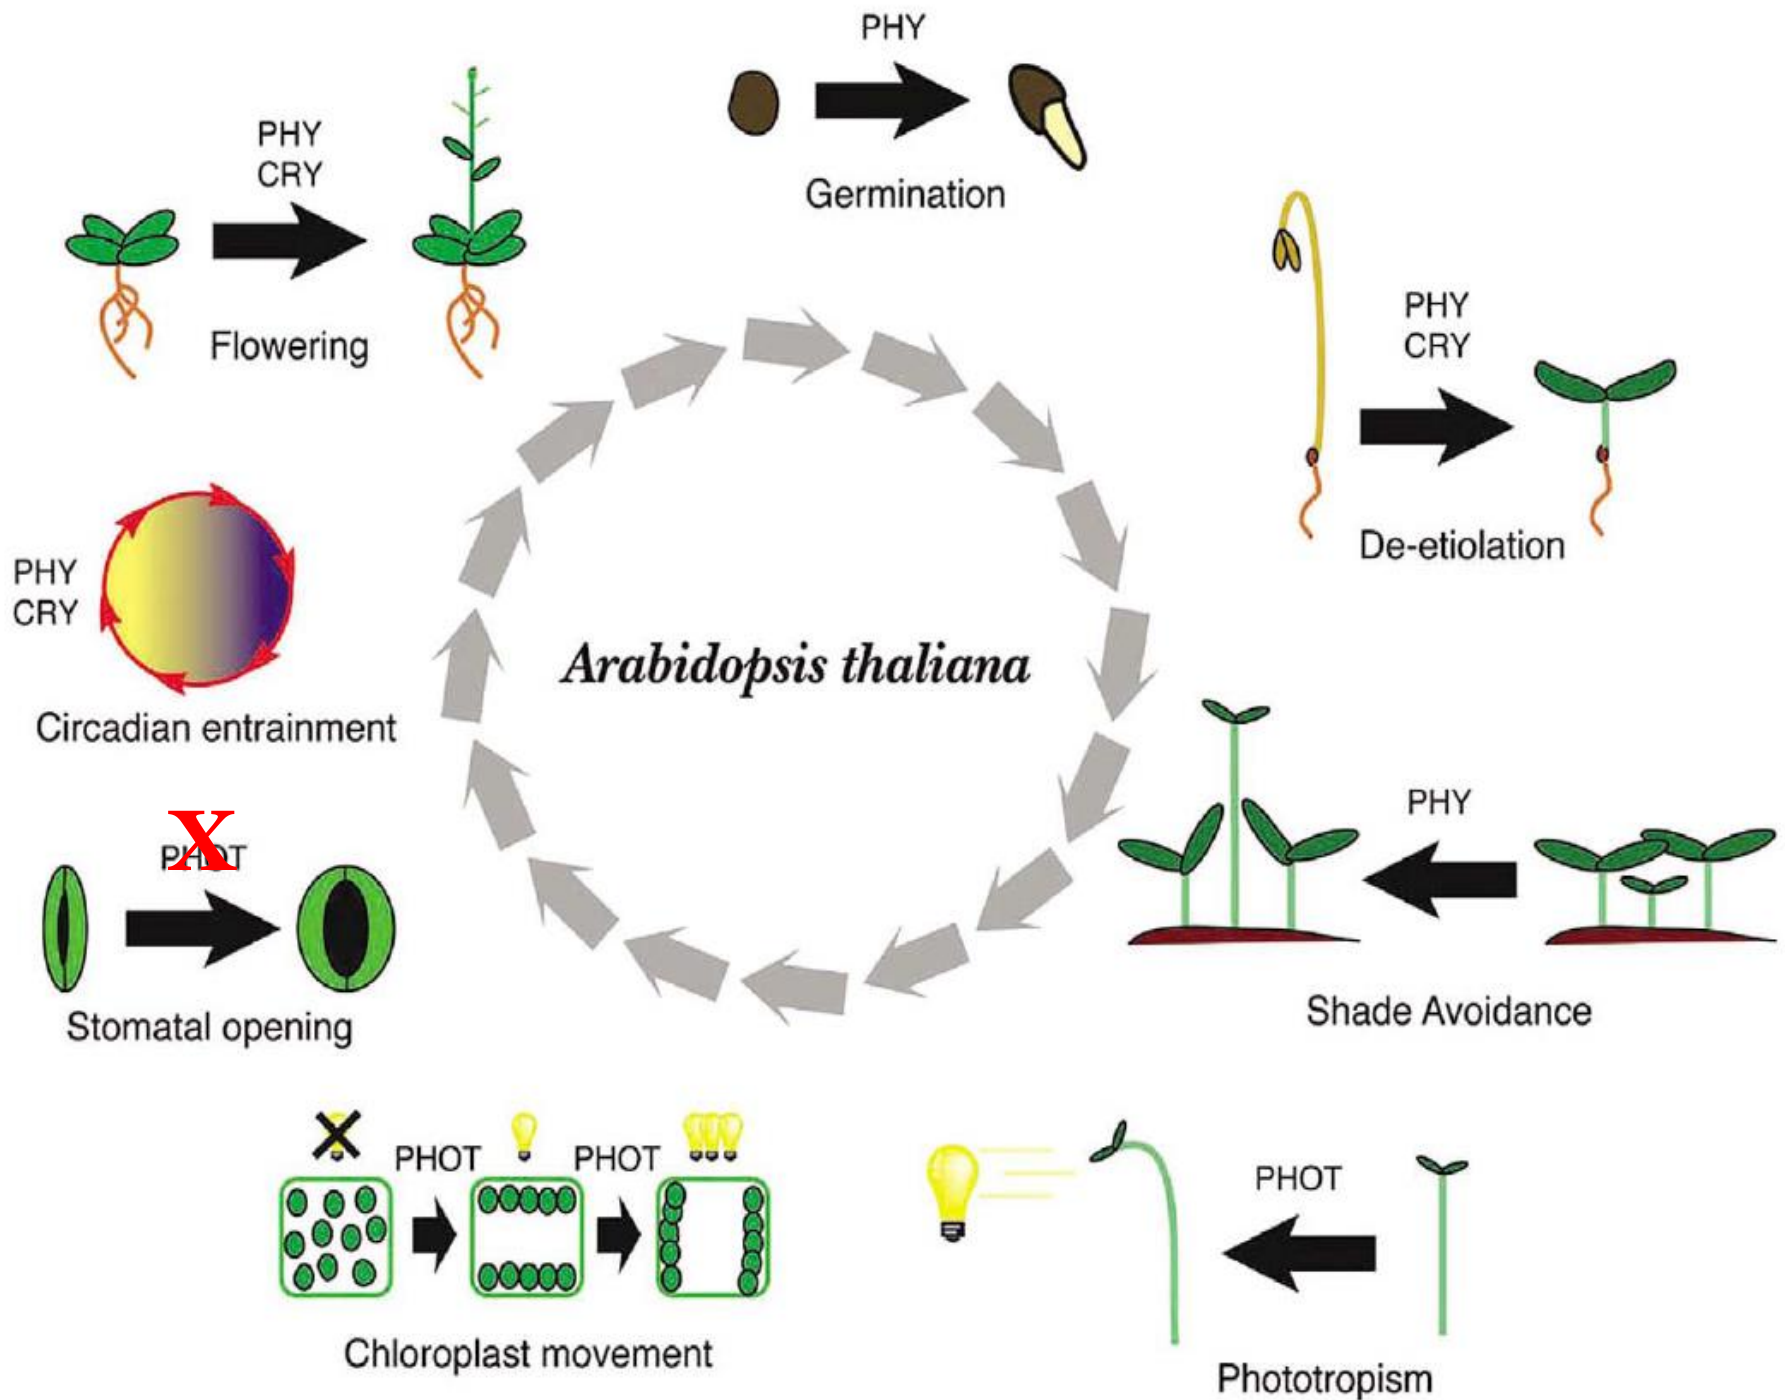 PHY
Germination
PHY
CRY
Flowering
PHY
CRY
De-etiolation
PHY
CRY
Circadian entrainment
Arabidopsis thaliana
PHY
Shade Avoidance
X
PHOT
Stomatal opening
PHOT
PHOT
Chloroplast movement
PHOT
Phototropism